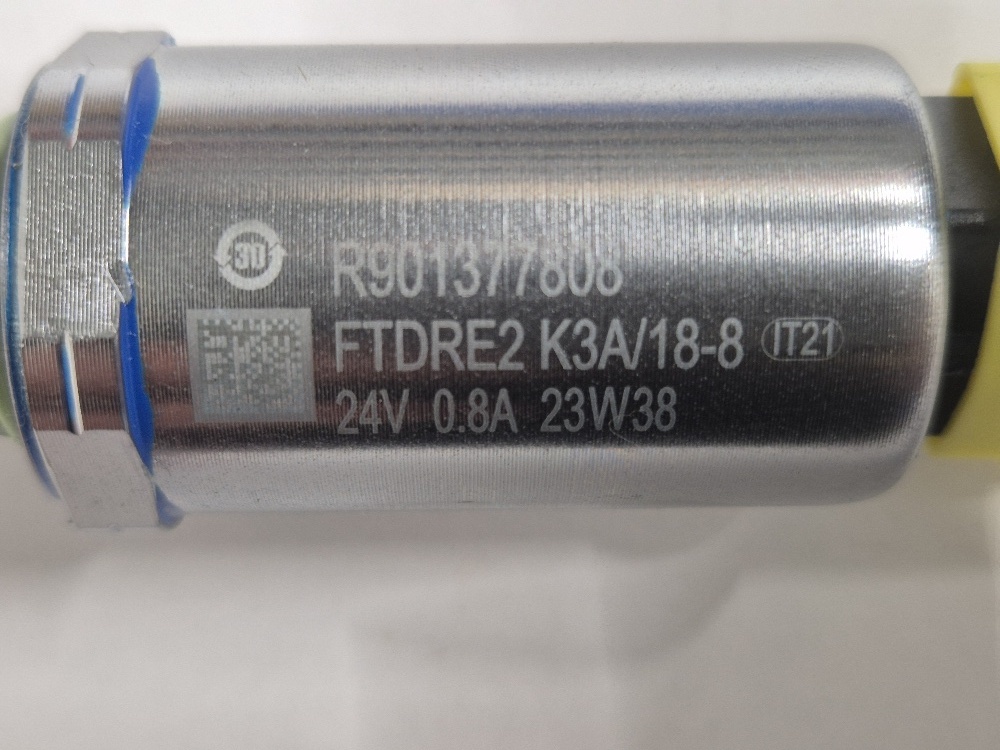 R901377808
FTDRE2 K3A/18-8 IT21
24V 0.8A 23W38